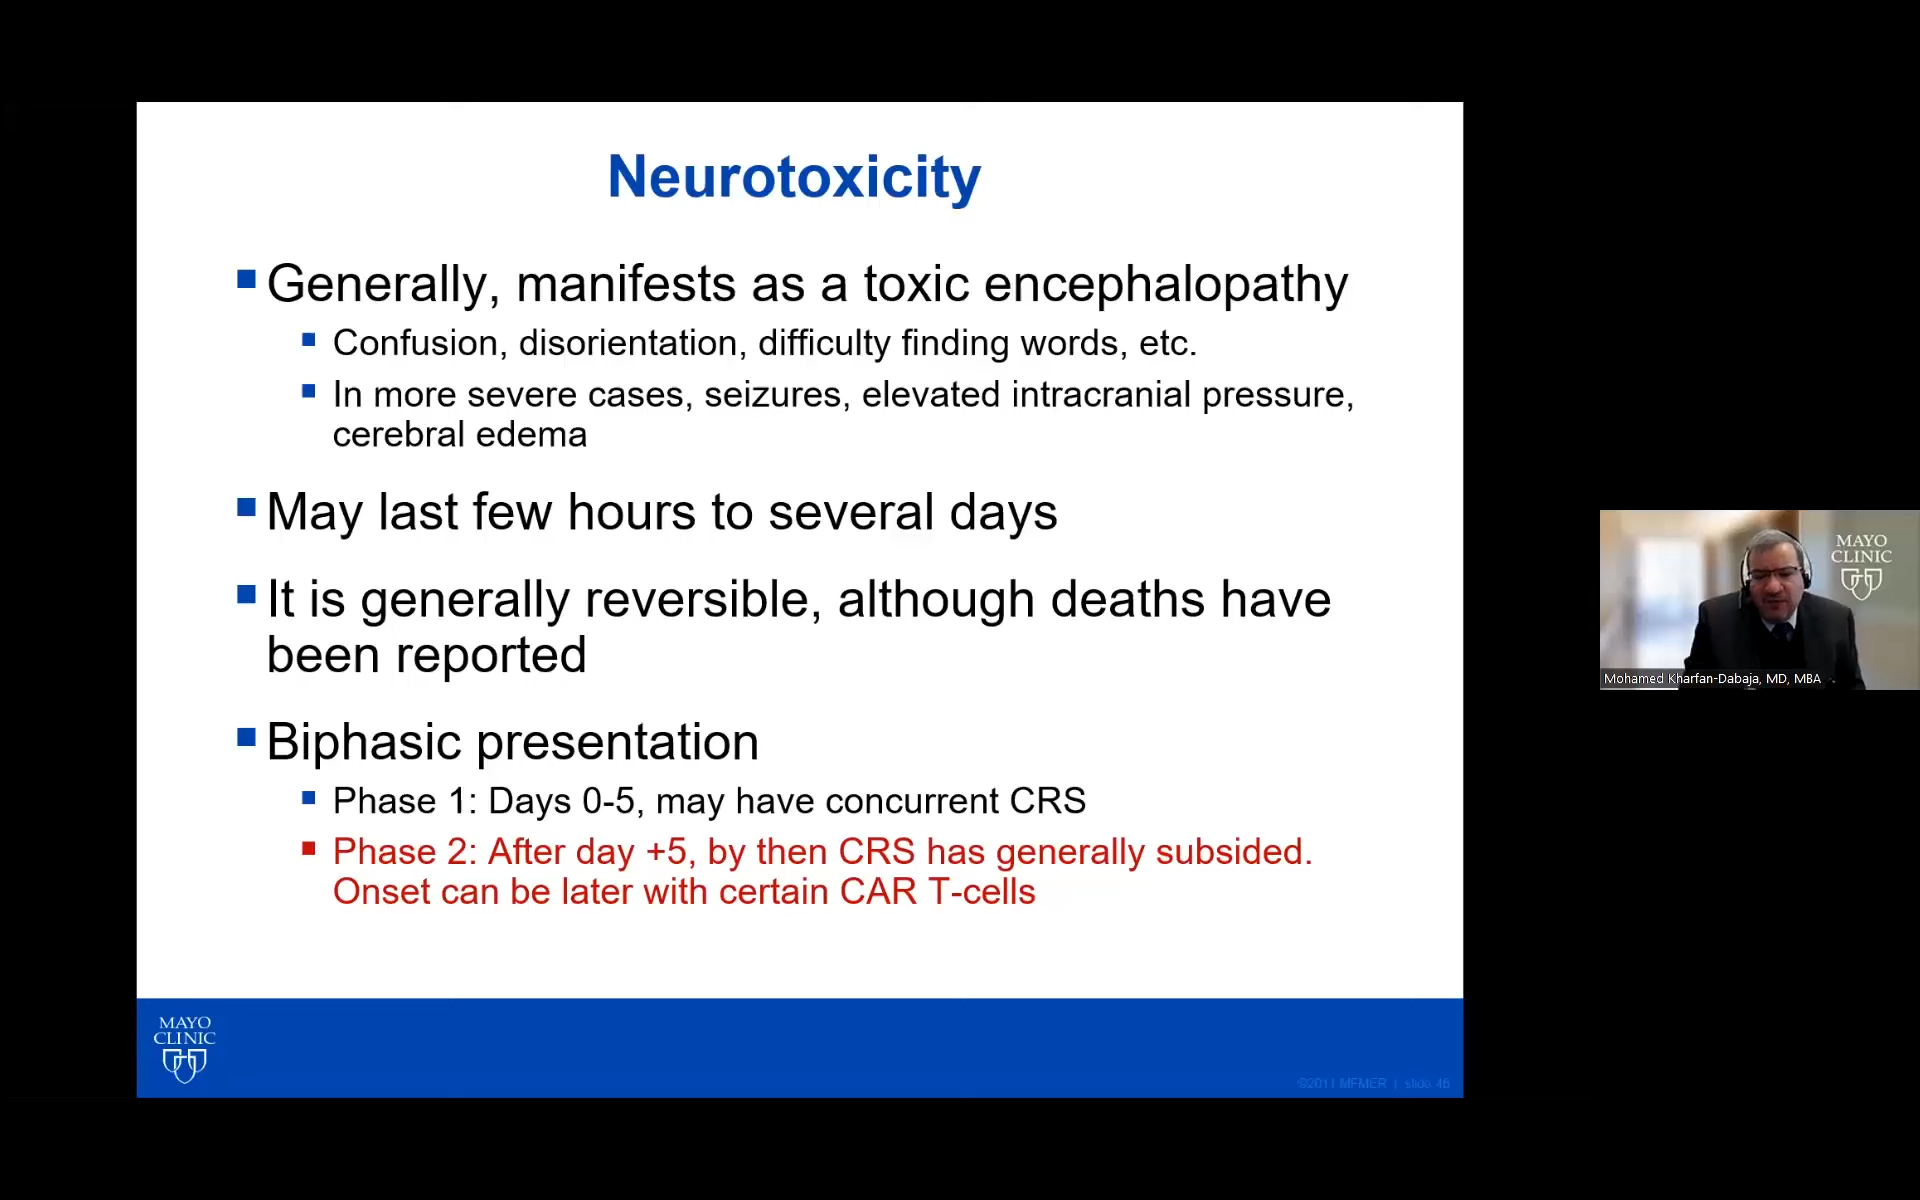 Neurotoxicity
Generally, manifests as a toxic encephalopathy
Confusion, disorientation, difficulty finding words, etc.
In more severe cases, seizures, elevated intracranial pressure,
cerebral edema
May last few hours to several days
It is generally reversible, although deaths have
been reported
Biphasic presentation
Phase 1: Days 0-5, may have concurrent CRS
Phase 2: After day +5, by then CRS has generally subsided.
Onset can be later with certain CAR T-cells
MAYO
CLINIC
©2011 MFMER | slide 45
MAYO
CLINIC
Mohamed Kharfan-Dabaja, MD, MBA